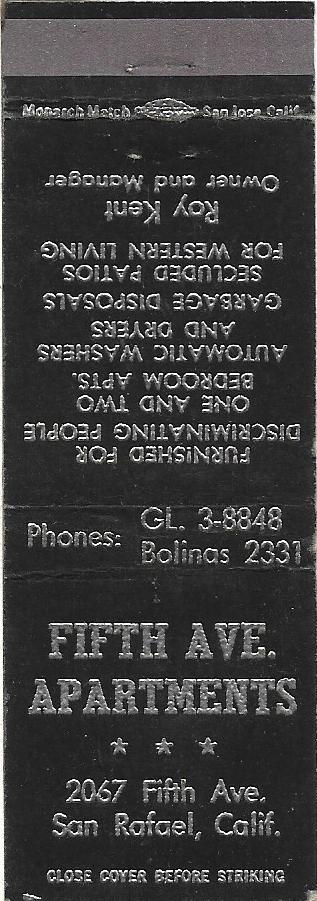 Monarch Match Co. San Jose Calif.
FURNISHED FOR
DISCRIMINATING PEOPLE
ONE AND TWO
BEDROOM APTS.
AUTOMATIC WASHERS
AND DRYERS
GARBAGE DISPOSALS
SECLUDED PATIOS
FOR WESTERN LIVING
Roy Kent
Owner and Manager
Phones: GL. 3-8848
Bolinas 2331
FIFTH AVE.
APARTMENTS
★ ★ ★
2067 Fifth Ave.
San Rafael, Calif.
CLOSE COVER BEFORE STRIKING